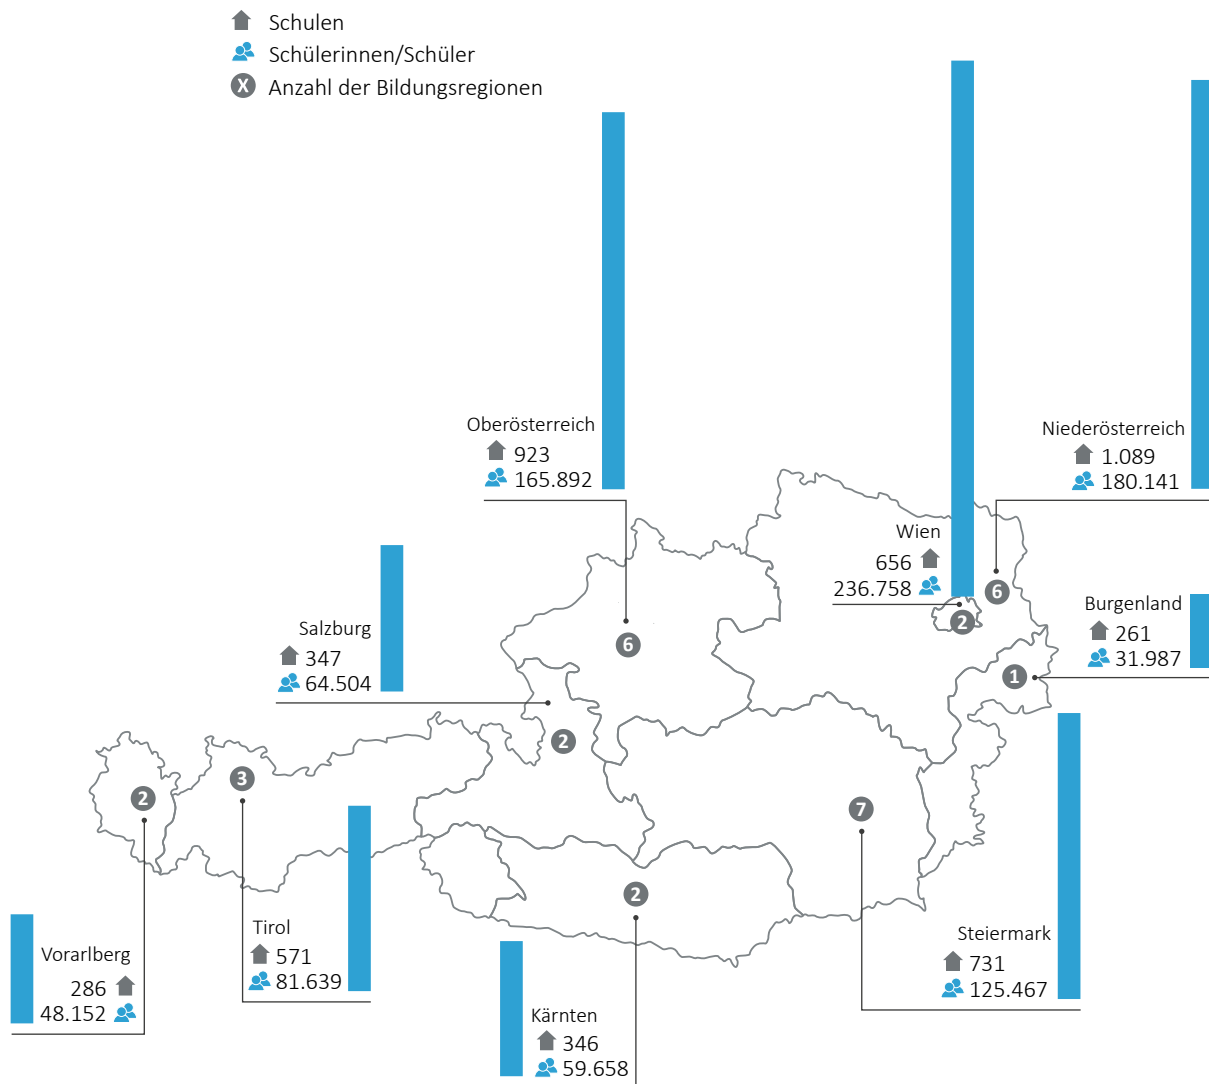 Schulen
Schülerinnen/Schüler
X Anzahl der Bildungsregionen
Oberösterreich
923
165.892
Niederösterreich
1.089
180.141
Wien
656
236.758
6
2
Burgenland
261
31.987
1
Salzburg
347
64.504
6
2
3
2
7
2
Vorarlberg
286
48.152
Tirol
571
81.639
Kärnten
346
59.658
Steiermark
731
125.467